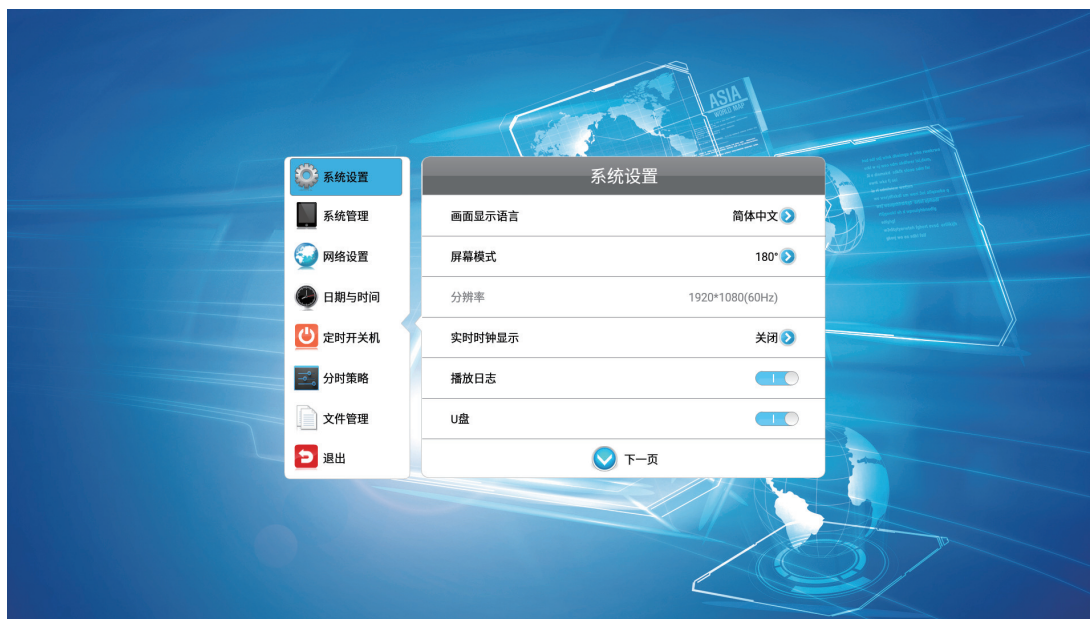 ASIA
WORLD MAP
系统设置
系统设置
系统管理
画面显示语言 简体中文
网络设置
屏幕模式 180°
日期与时间
分辨率 1920*1080(60Hz)
定时开关机
实时时钟显示 关闭
分时策略
播放日志
文件管理
U盘
退出
下一页